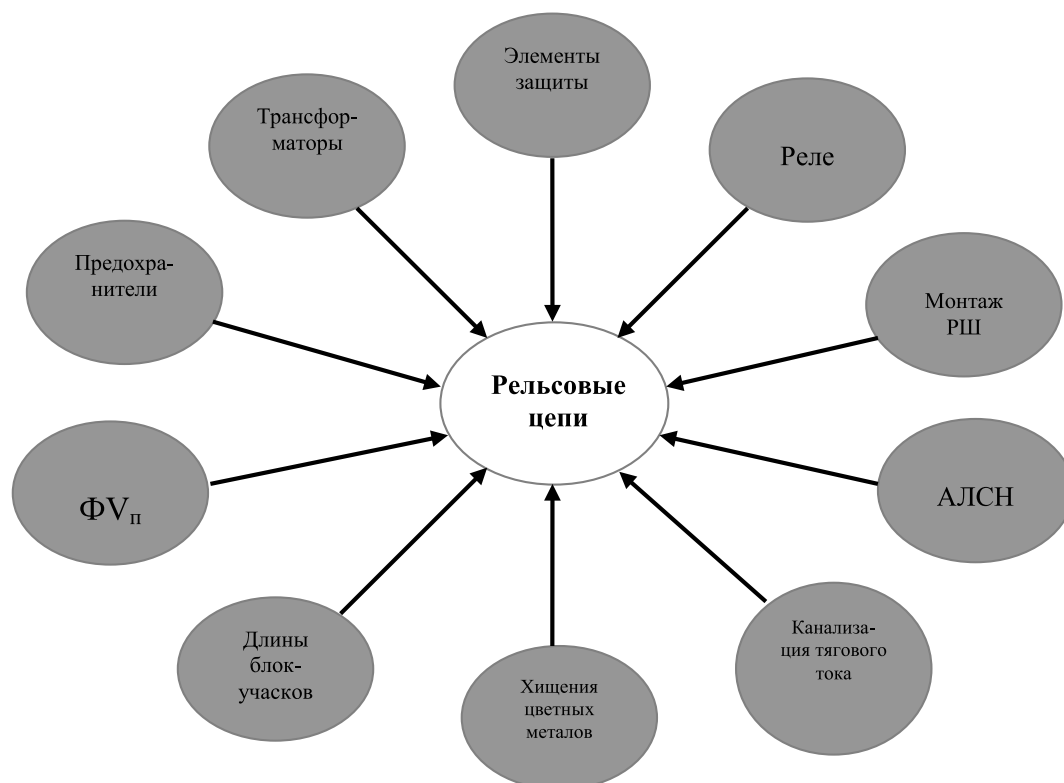 Элементы
защиты
Трансфор-
маторы
Реле
Предохра-
нители
Монтаж
РШ
Рельсовые
цепи
ФVп
АЛСН
Длины
блок-
учасков
Хищения
цветных
металов
Канализа-
ция тягового
тока